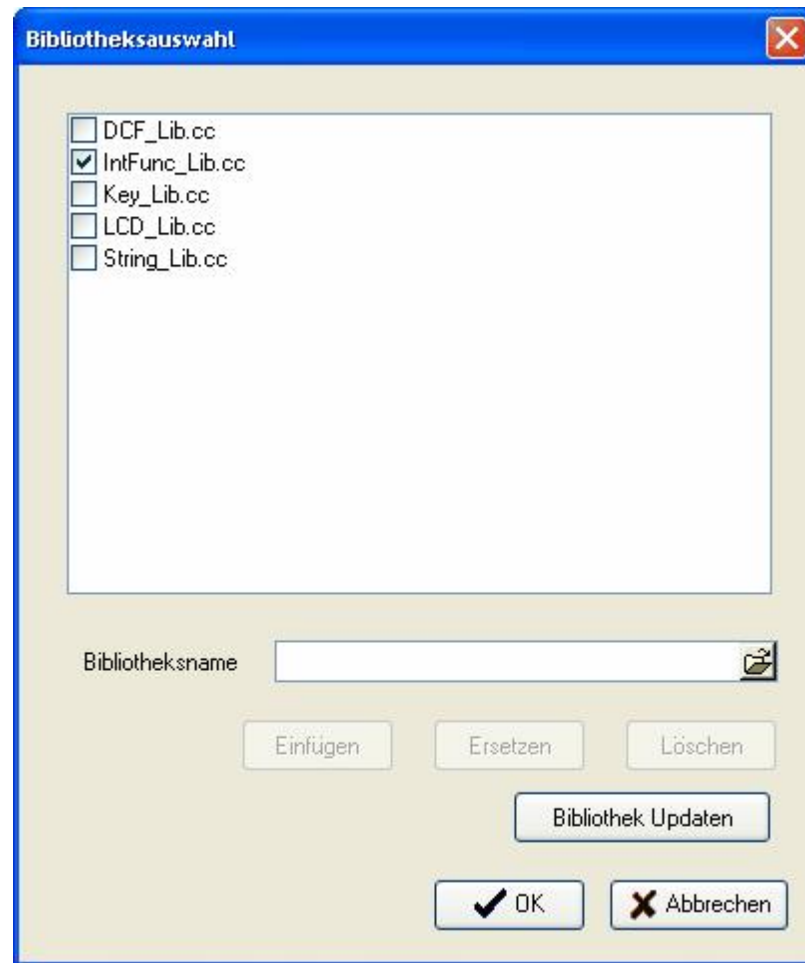 Bibliotheksauswahl
DCF_Lib.cc
IntFunc_Lib.cc
Key_Lib.cc
LCD_Lib.cc
String_Lib.cc
Bibliotheksname
Einfügen Ersetzen Löschen
Bibliothek Updaten
OK Abbrechen